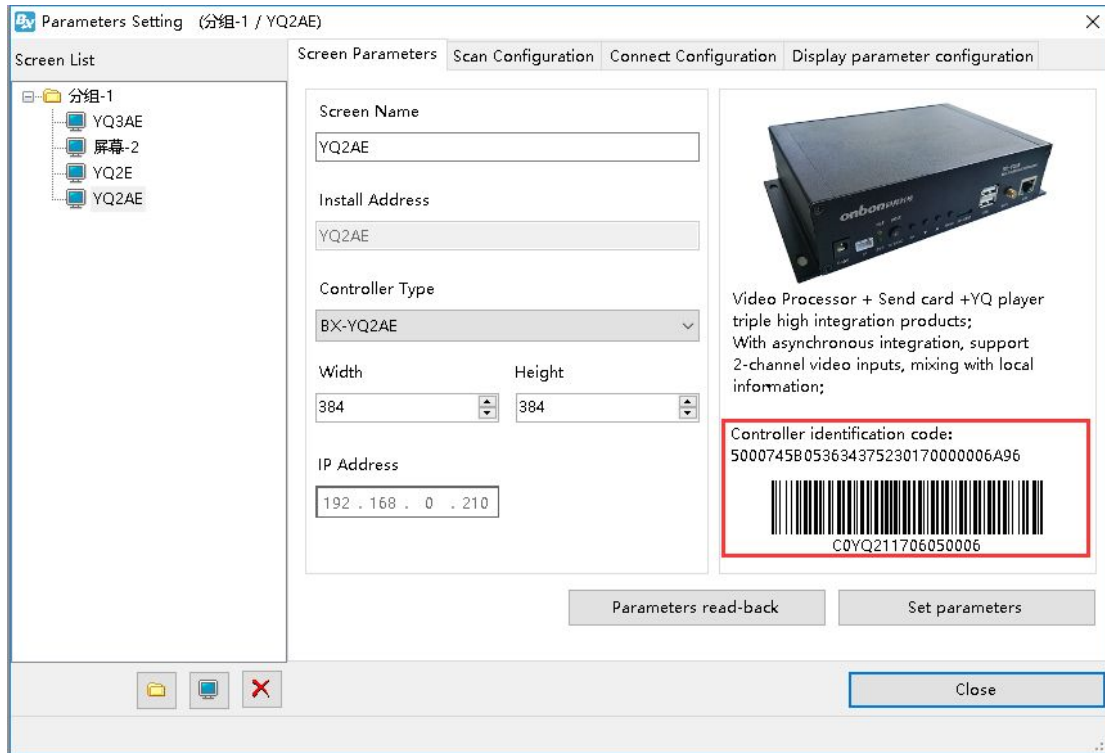 Parameters Setting (分组-1 / YQ2AE)
Screen List
分组-1
YQ3AE
屏幕-2
YQ2E
YQ2AE
Screen Parameters
Scan Configuration
Connect Configuration
Display parameter configuration
Screen Name
YQ2AE
Install Address
YQ2AE
Controller Type
BX-YQ2AE
Width
Height
384
384
IP Address
192 . 168 . 0 . 210
onbon
Video Processor + Send card +YQ player
triple high integration products;
With asynchronous integration, support
2-channel video inputs, mixing with local
information;
Controller identification code:
5000745B053634375230170000006A96
C0YQ211706050006
Parameters read-back
Set parameters
Close